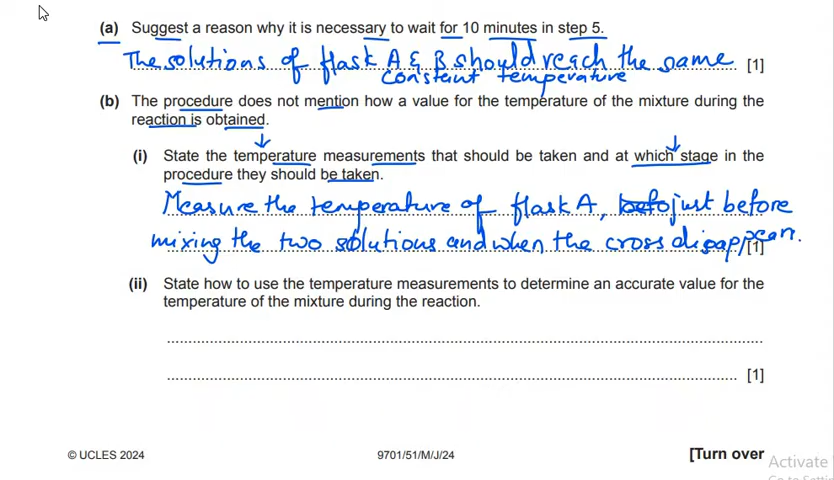 (a) Suggest a reason why it is necessary to wait for 10 minutes in step 5.
The solutions of flask A & B should reach the same
constant temperature [1]
(b) The procedure does not mention how a value for the temperature of the mixture during the
reaction is obtained.
(i) State the temperature measurements that should be taken and at which stage in the
procedure they should be taken.
Measure the temperature of flask A, befo just before
mixing the two solutions and when the cross disappear.
[1]
(ii) State how to use the temperature measurements to determine an accurate value for the
temperature of the mixture during the reaction.
[1]
© UCLES 2024 9701/51/M/J/24 [Turn over
Activate